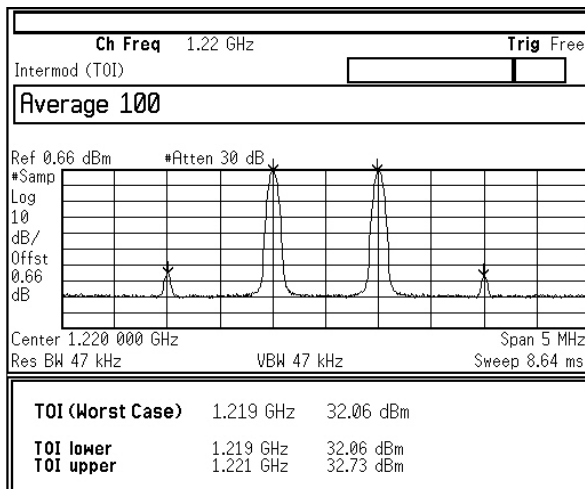 Ch Freq 1.22 GHz Trig Free
Intermod (TOI)
Average 100
Ref 0.66 dBm #Atten 30 dB
#Samp
Log
10
dB/
Offst
0.66
dB
Center 1.220 000 GHz Span 5 MHz
Res BW 47 kHz VBW 47 kHz Sweep 8.64 ms
TOI (Worst Case) 1.219 GHz 32.06 dBm
TOI lower 1.219 GHz 32.06 dBm
TOI upper 1.221 GHz 32.73 dBm